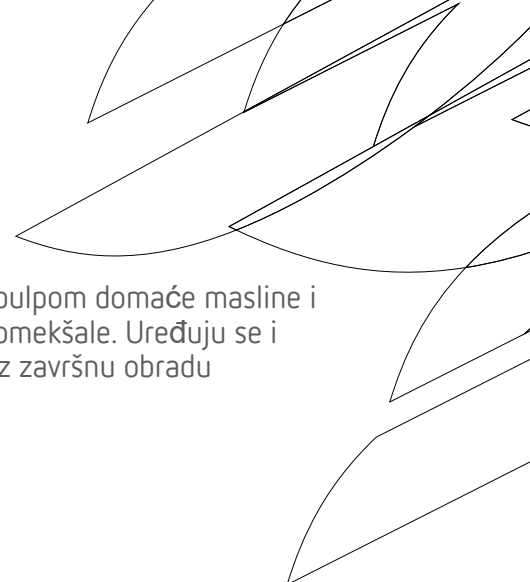 pulpom domaće masline i
omekšale. Uređuju se i
z završnu obradu